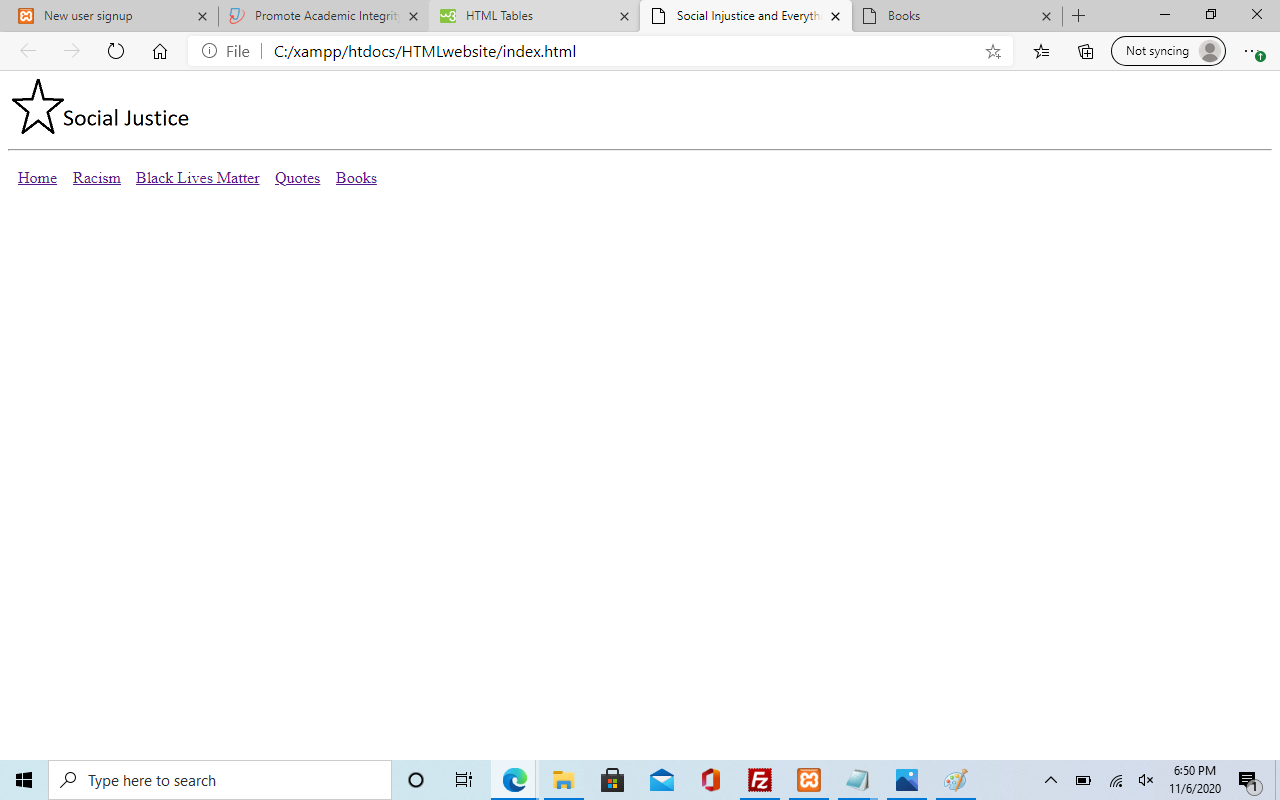 New user signup
Promote Academic Integrit
HTML Tables
Social Injustice and Everyth
Books
File
C:/xampp/htdocs/HTMLwebsite/index.html
Not syncing
Social Justice
Home Racism Black Lives Matter Quotes Books
Type here to search
6:50 PM
11/6/2020
1